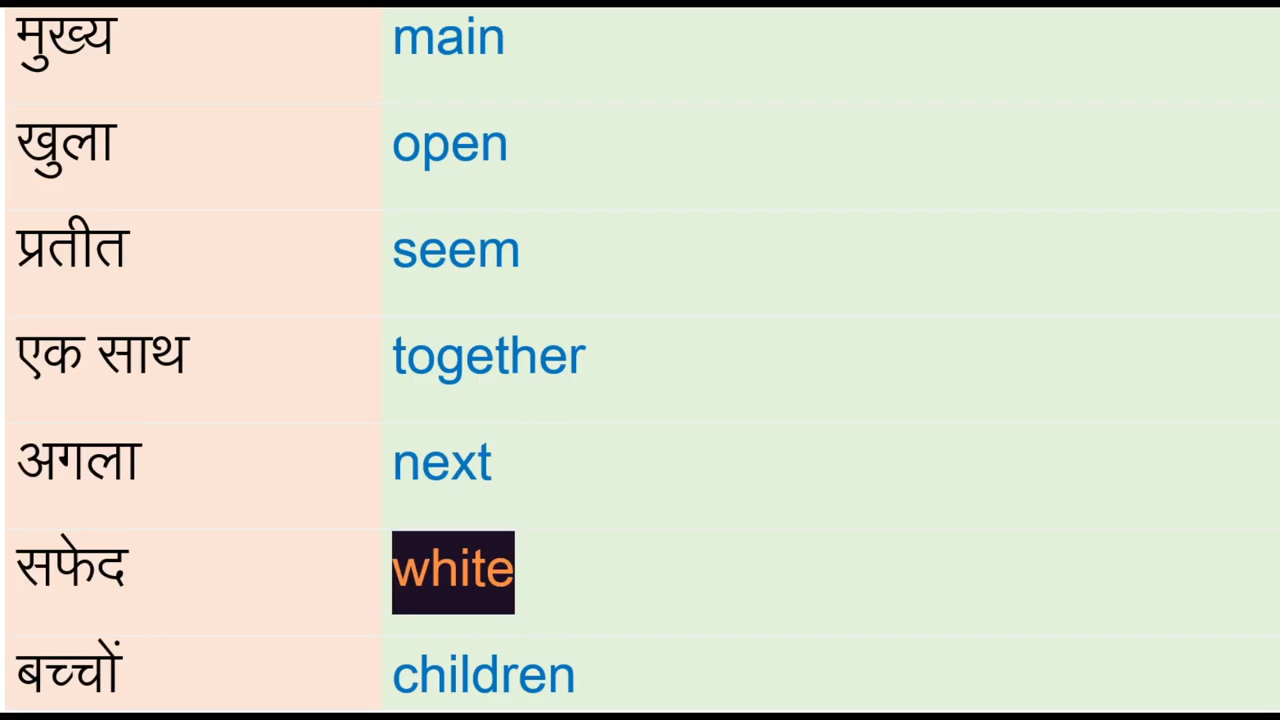 मुख्य main
खुला open
प्रतीत seem
एक साथ together
अगला next
सफेद white
बच्चों children